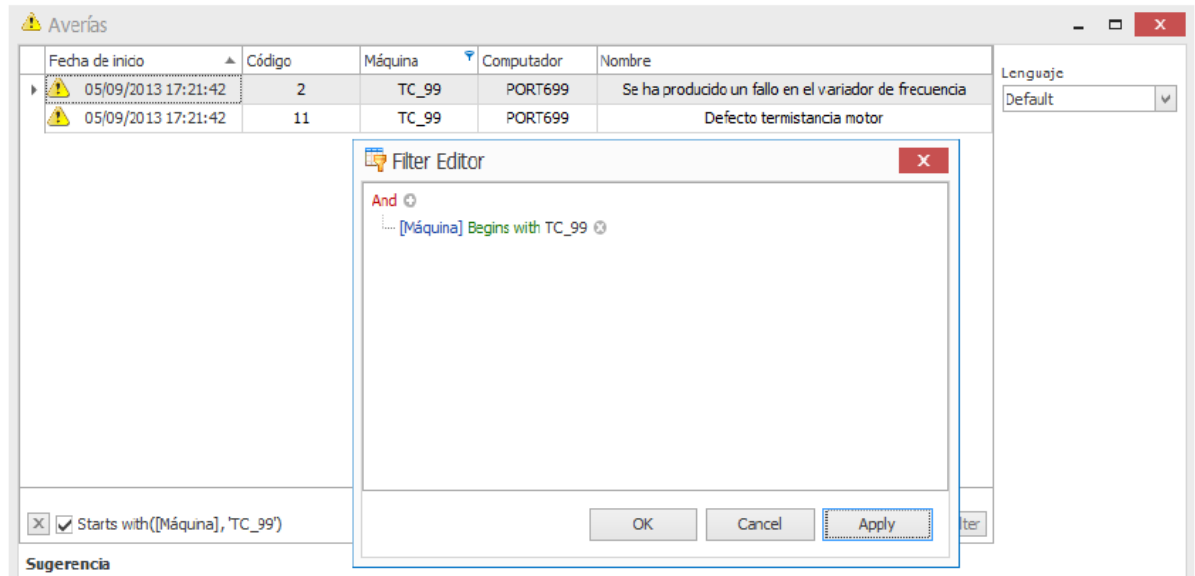 Averías
Fecha de inicio Código Máquina Computador Nombre
05/09/2013 17:21:42 2 TC_99 PORT699 Se ha producido un fallo en el variador de frecuencia
05/09/2013 17:21:42 11 TC_99 PORT699 Defecto termistancia motor
Lenguaje
Default
Filter Editor
And
[Máquina] Begins with TC_99
OK Cancel Apply
Starts with([Máquina], 'TC_99')
lter
Sugerencia